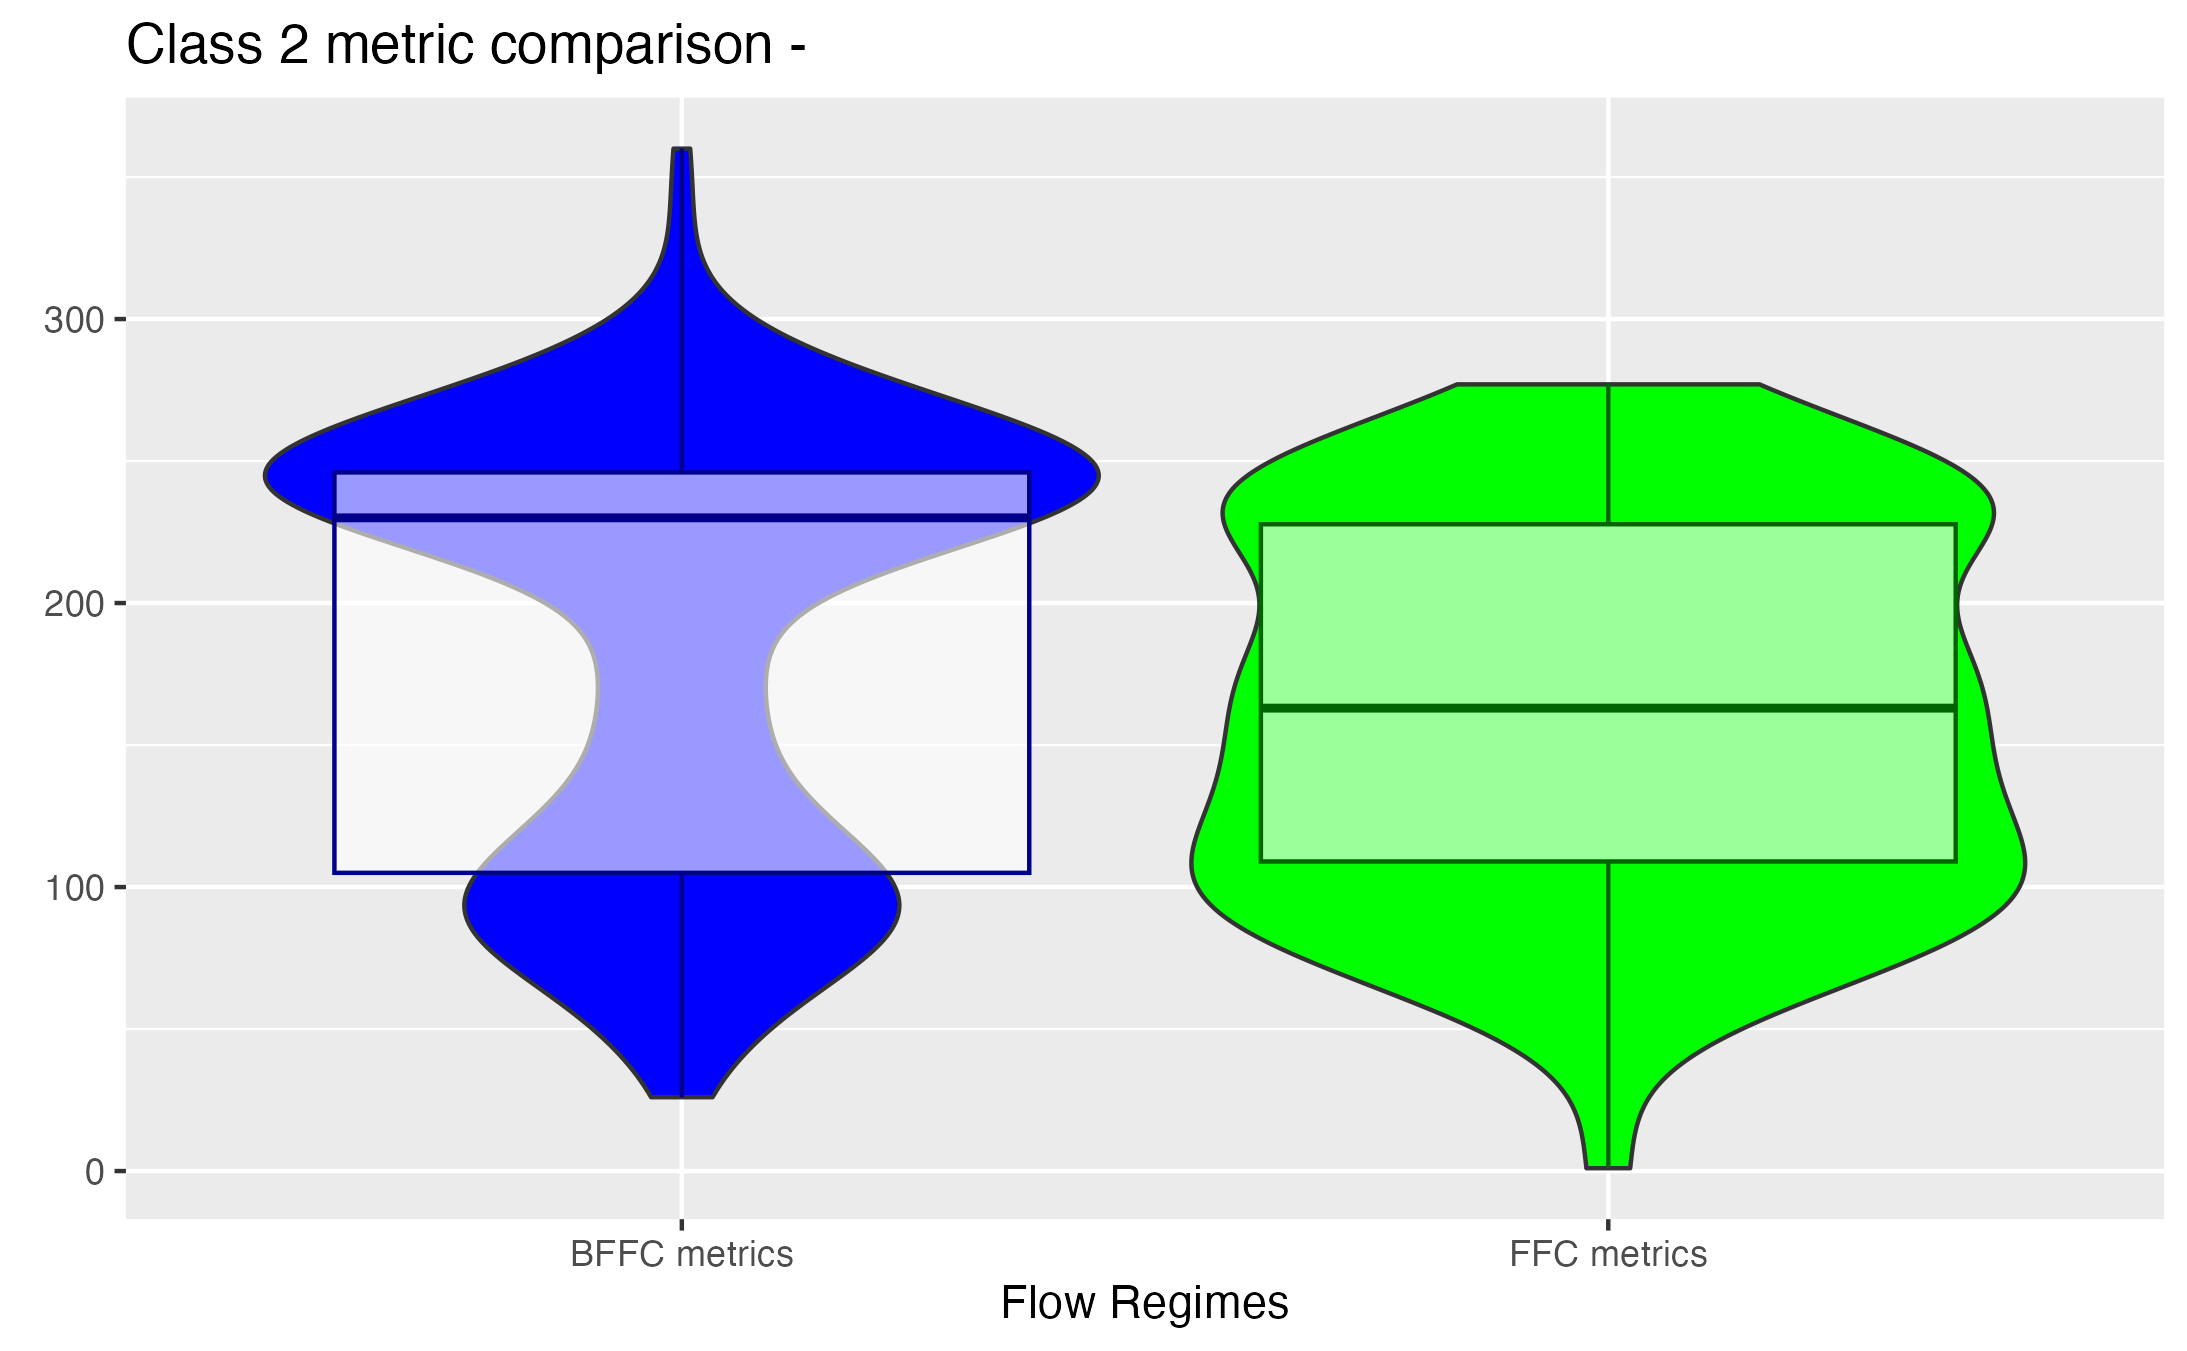 Class 2 metric comparison -
300
200
100
0
BFFC metrics
FFC metrics
Flow Regimes